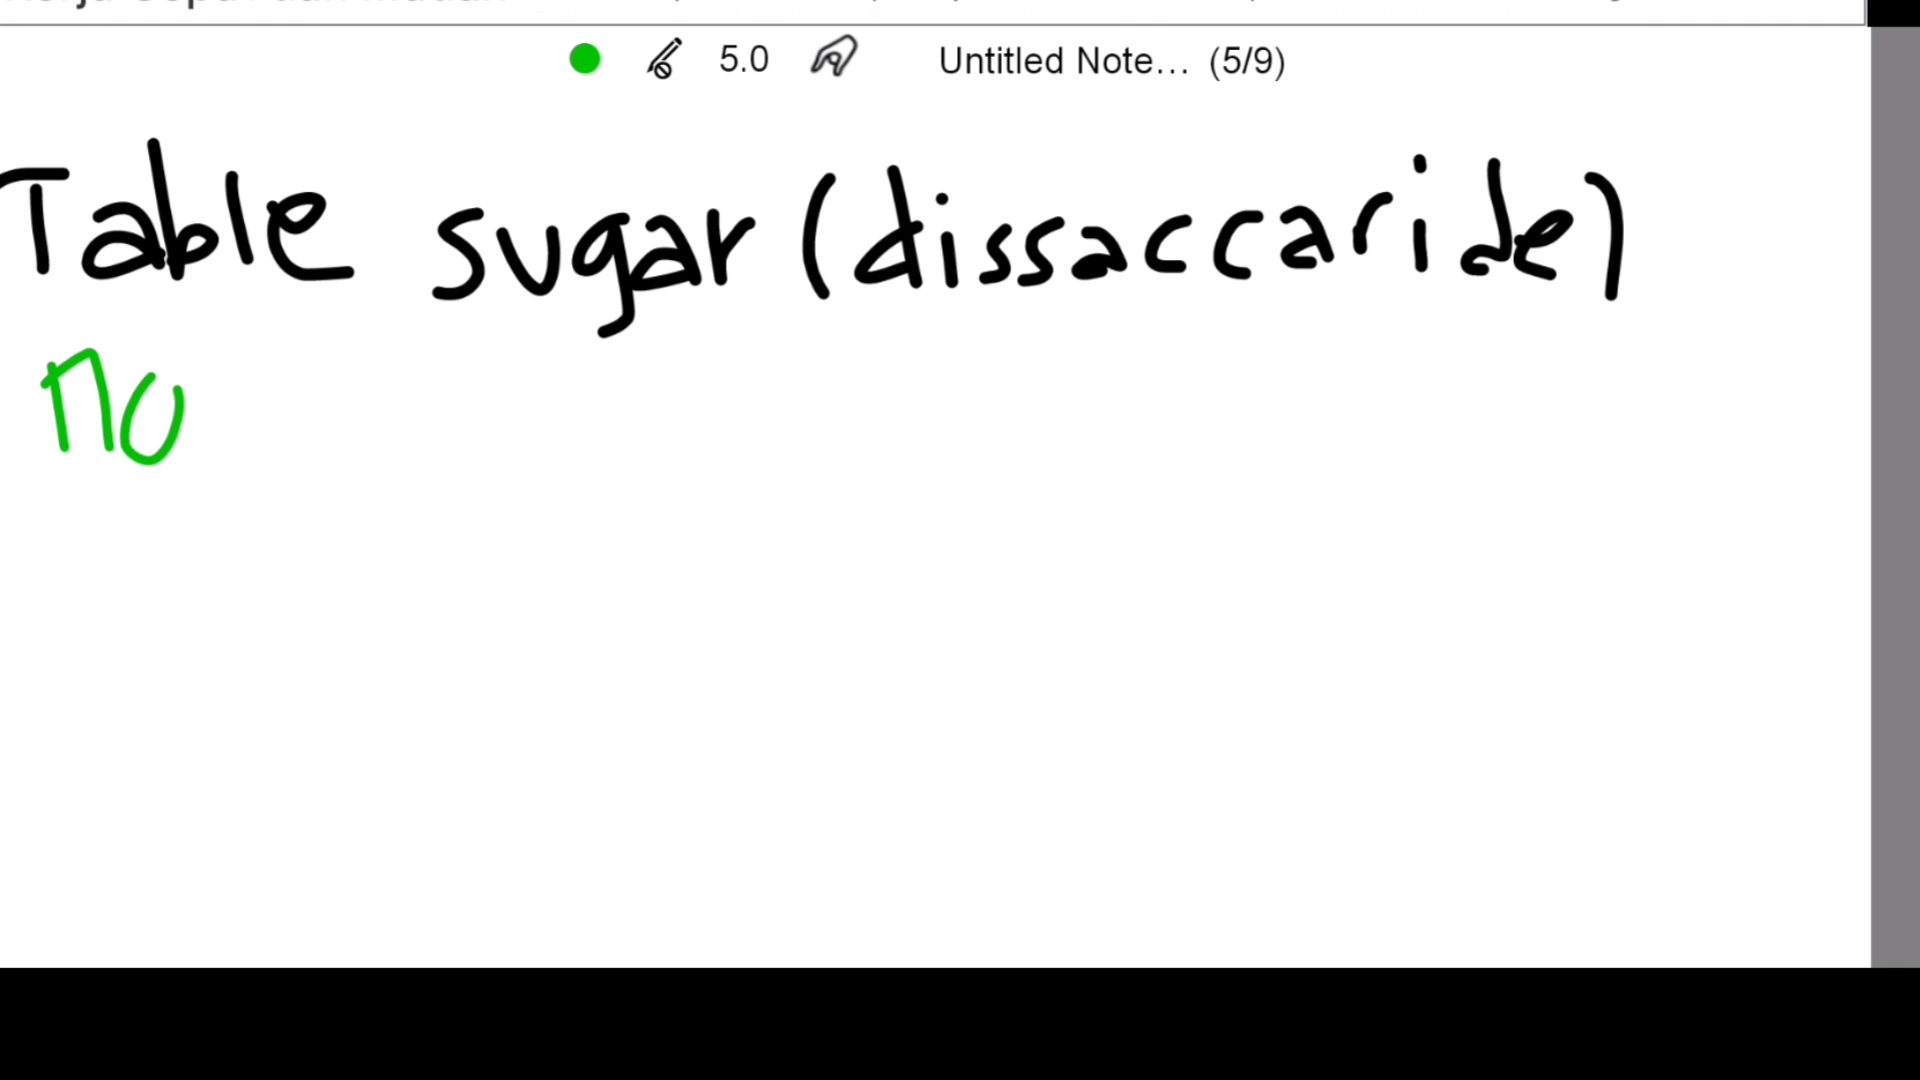 5.0 Untitled Note... (5/9)
Table sugar (dissaccaride)
no